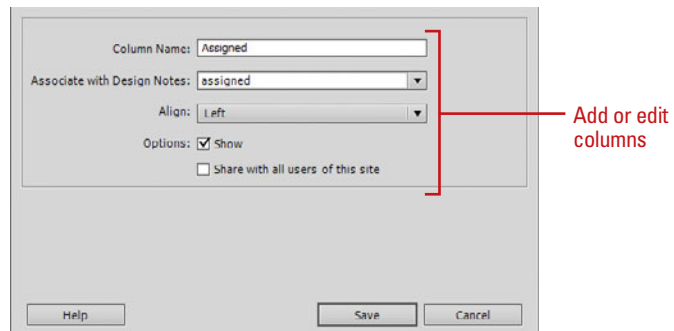 Column Name: Assigned
Associate with Design Notes: assigned
Align: Left
Options: Show
Share with all users of this site
Add or edit
columns
Help Save Cancel